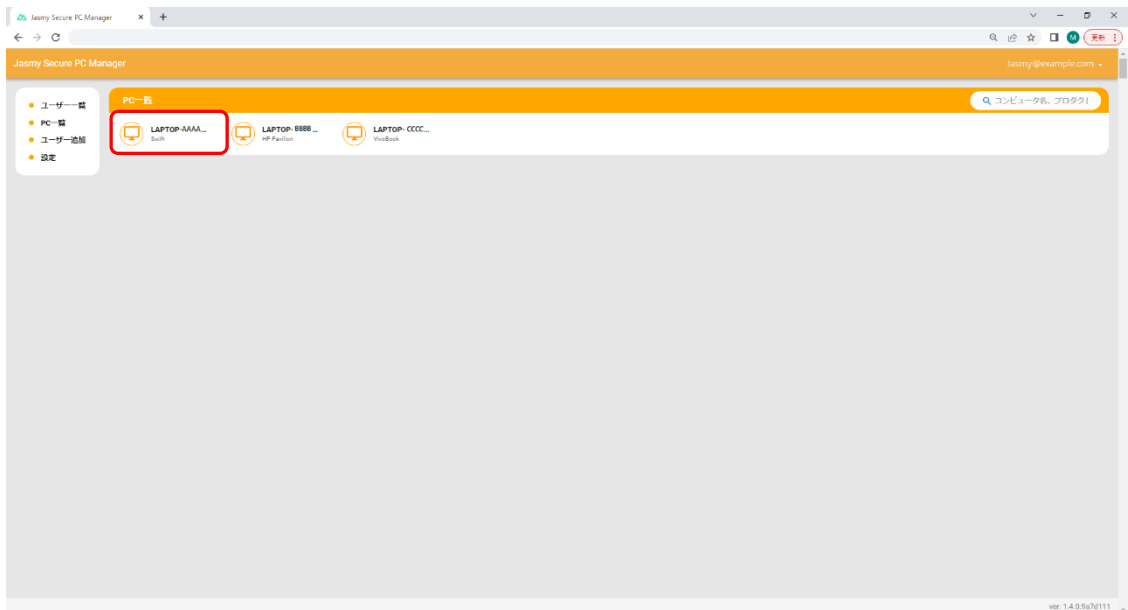 Jasmy Secure PC Manager
更新
Jasmy Secure PC Manager
Jasmy@example.com
ユーザー一覧
PC一覧
ユーザー追加
設定
PC一覧
コンピュータ名、プロダクト
LAPTOP-AAAA...
Swift
LAPTOP-BBBB...
HP Pavilion
LAPTOP-CCCC...
VivoBook
ver: 1.4.0.9a7d111